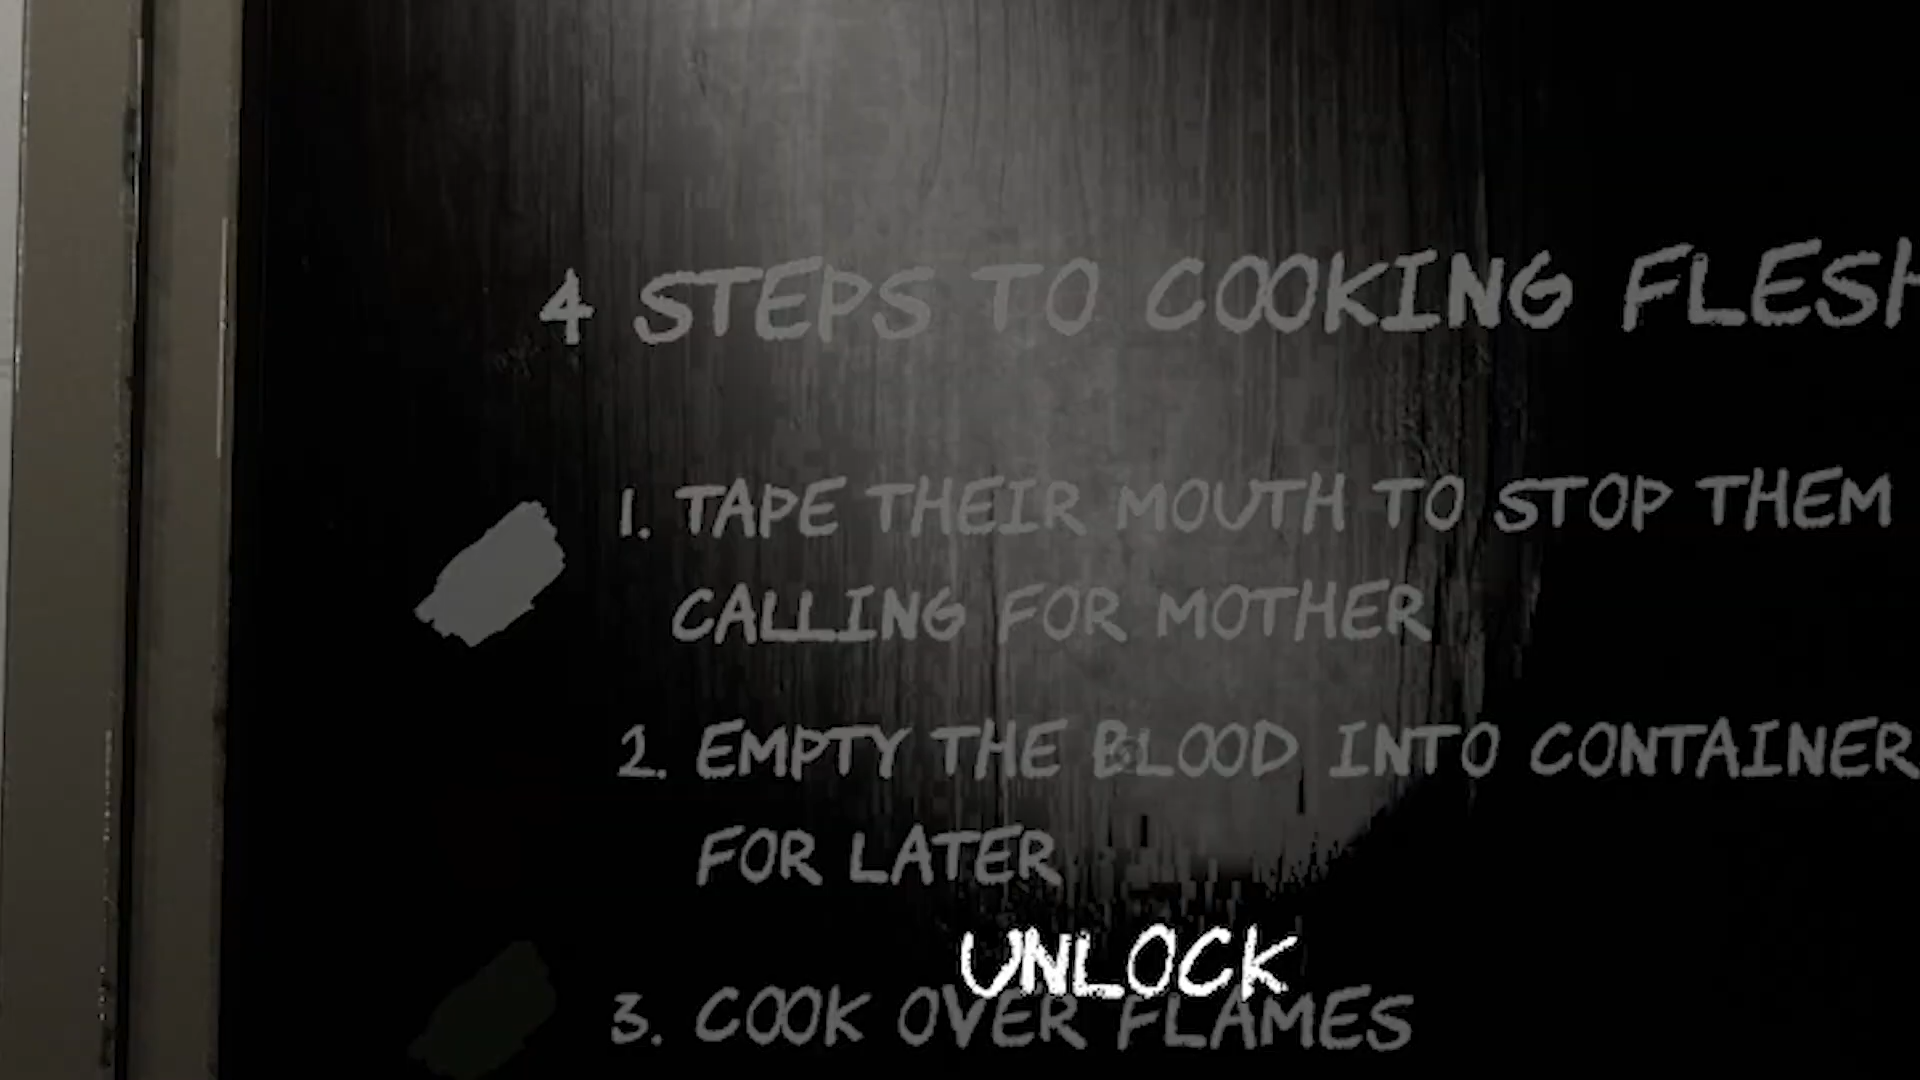 4 STEPS TO COOKING FLESH
1. TAPE THEIR MOUTH TO STOP THEM
CALLING FOR MOTHER
2. EMPTY THE BLOOD INTO CONTAINER
FOR LATER
UNLOCK
3. COOK OVER FLAMES